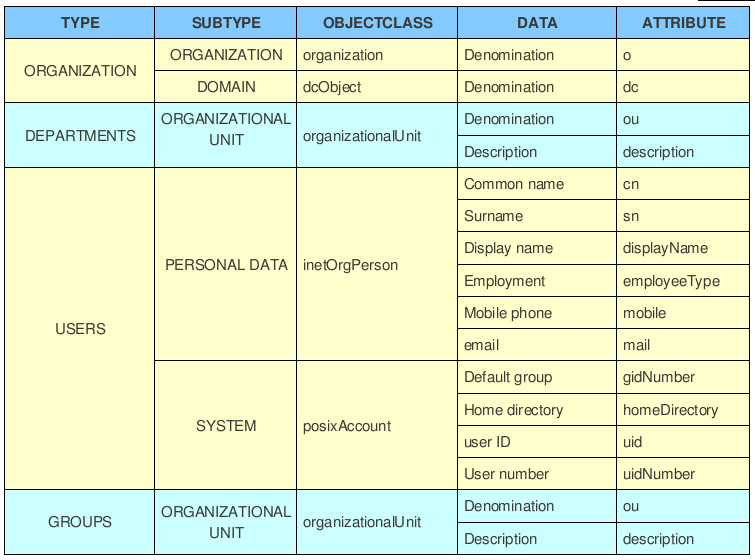 TYPE SUBTYPE OBJECTCLASS DATA ATTRIBUTE
ORGANIZATION ORGANIZATION organization Denomination o
DOMAIN dcObject Denomination dc
DEPARTMENTS ORGANIZATIONAL UNIT organizationalUnit Denomination ou
Description description
USERS PERSONAL DATA inetOrgPerson Common name cn
Surname sn
Display name displayName
Employment employeeType
Mobile phone mobile
email mail
SYSTEM posixAccount Default group gidNumber
Home directory homeDirectory
user ID uid
User number uidNumber
GROUPS ORGANIZATIONAL UNIT organizationalUnit Denomination ou
Description description